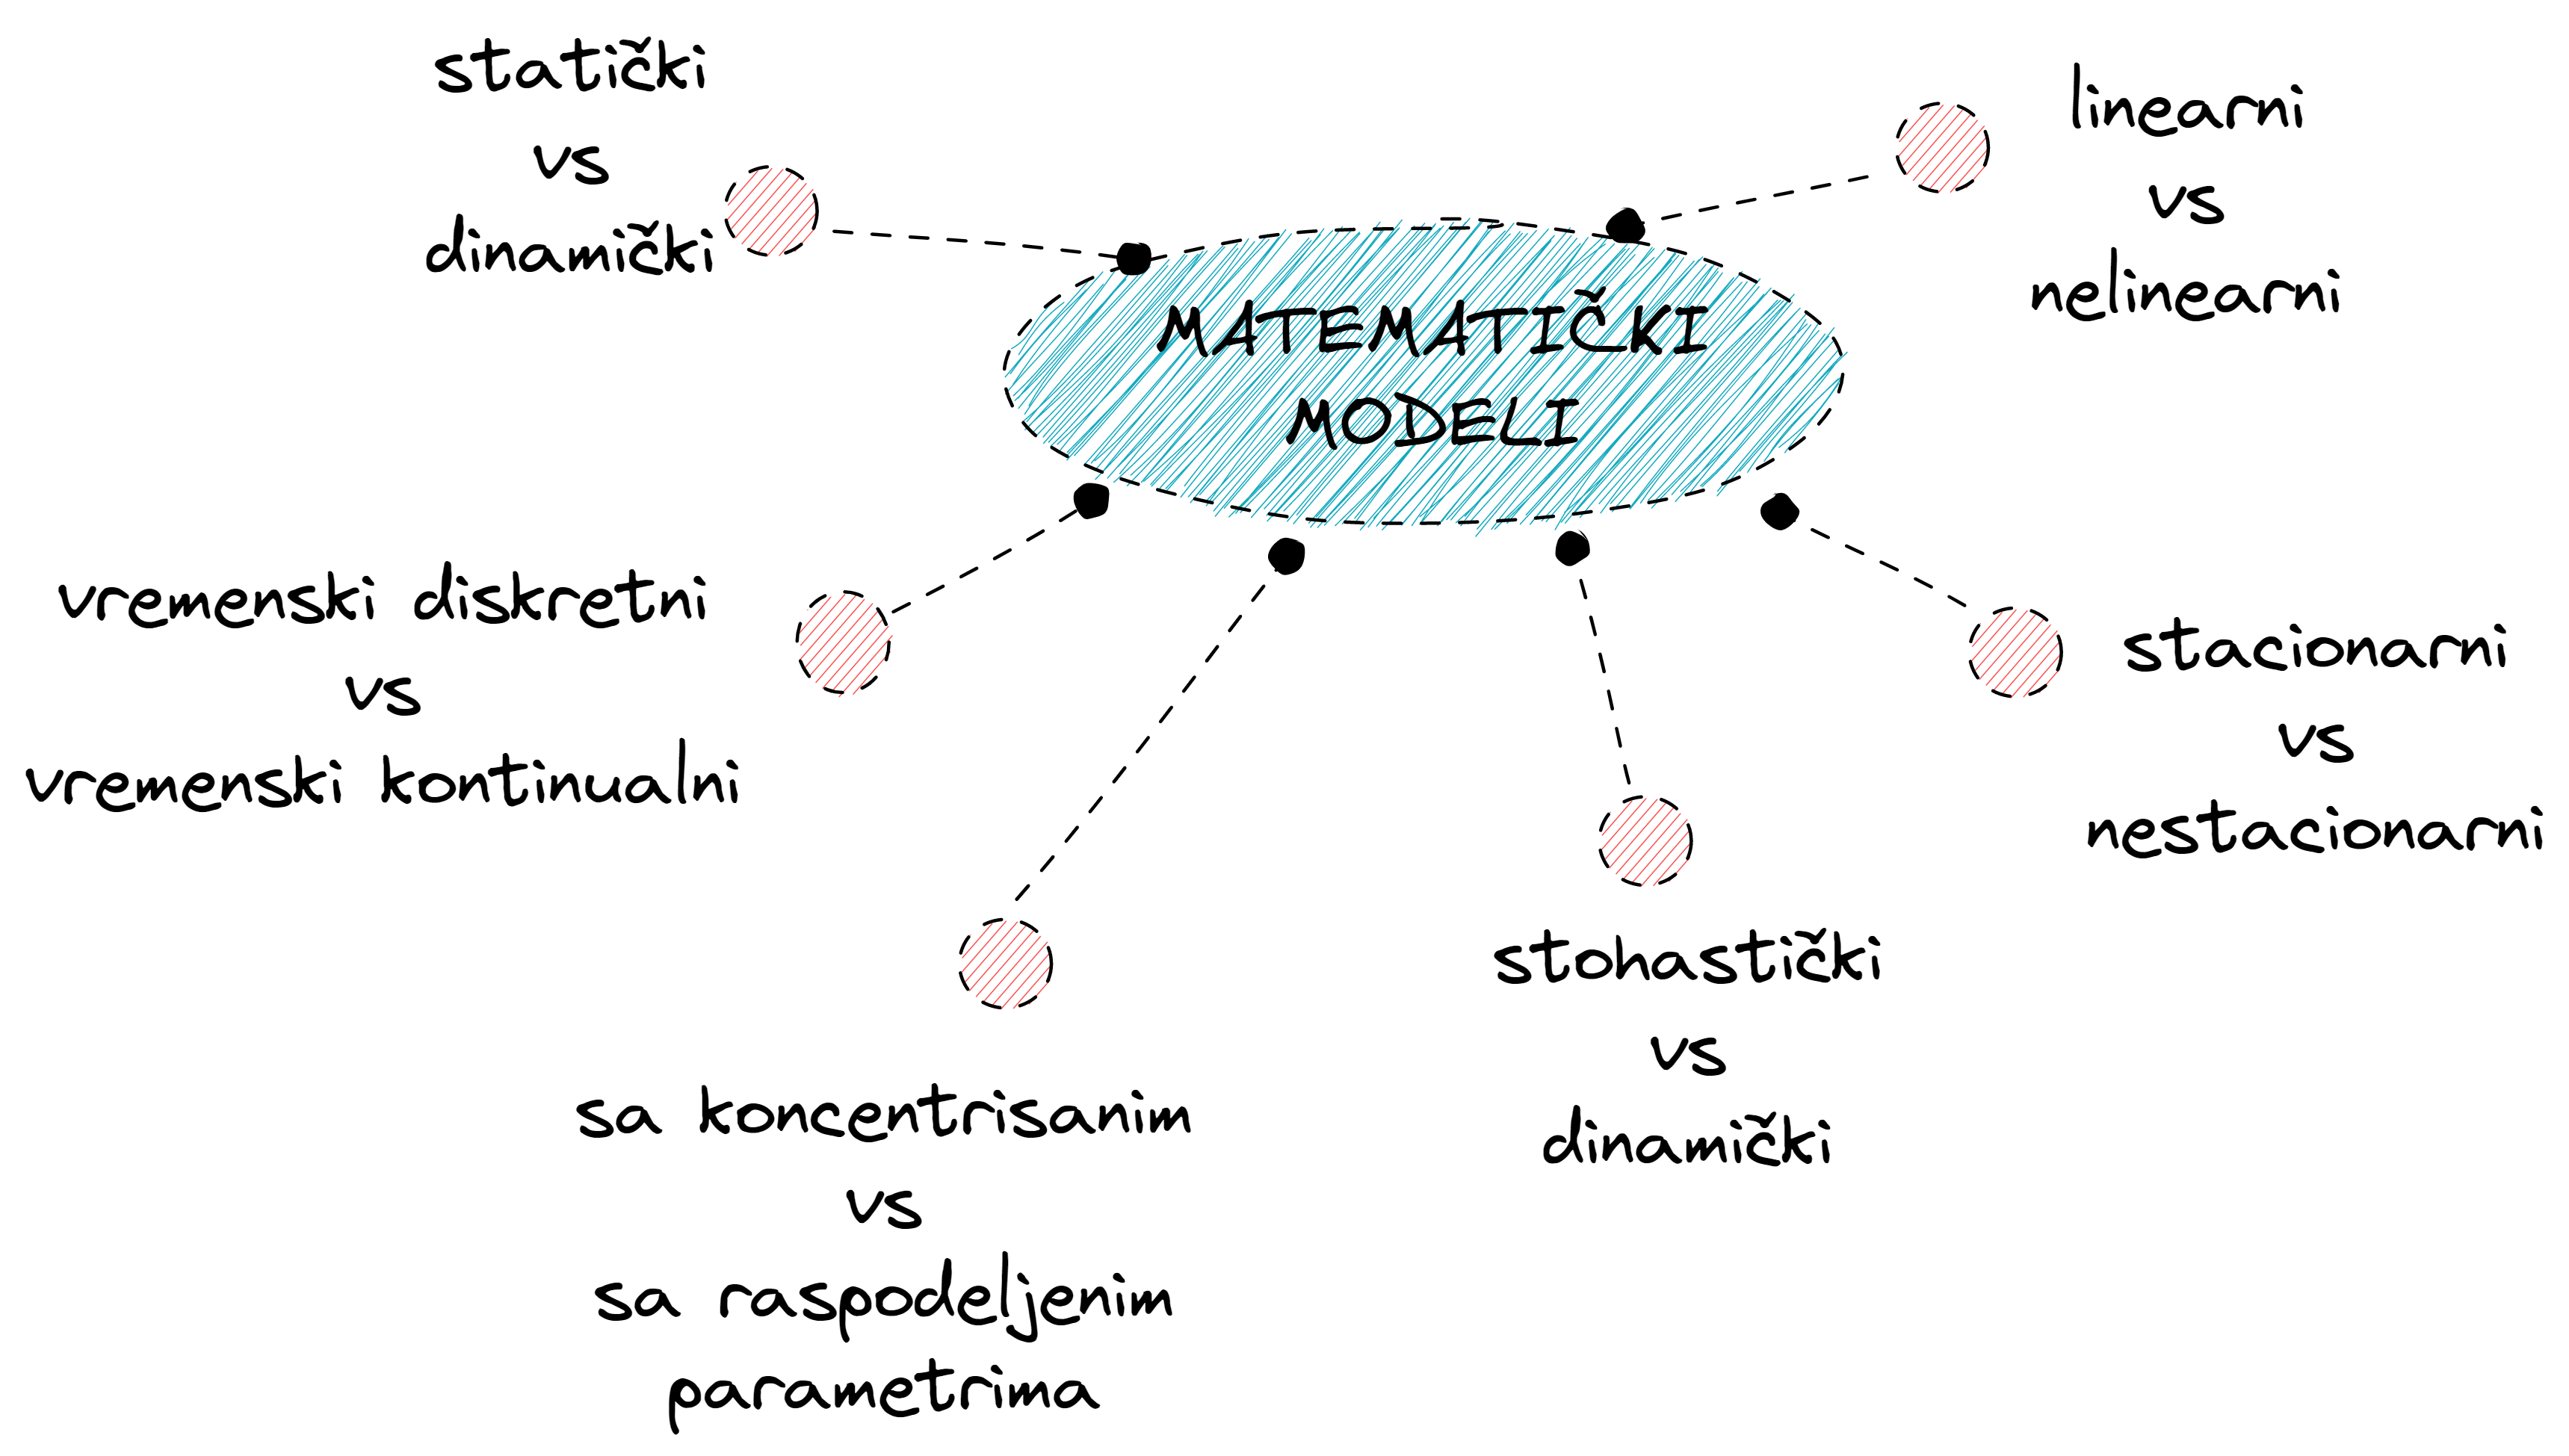 statički
vs
dinamički
linearni
vs
nelinearni
MATEMATIČKI
MODELI
vremenski diskretni
vs
vremenski kontinualni
stacionarni
vs
nestacionarni
sa koncentrisanim
vs
sa raspodeljenim
parametrima
stohastički
vs
dinamički